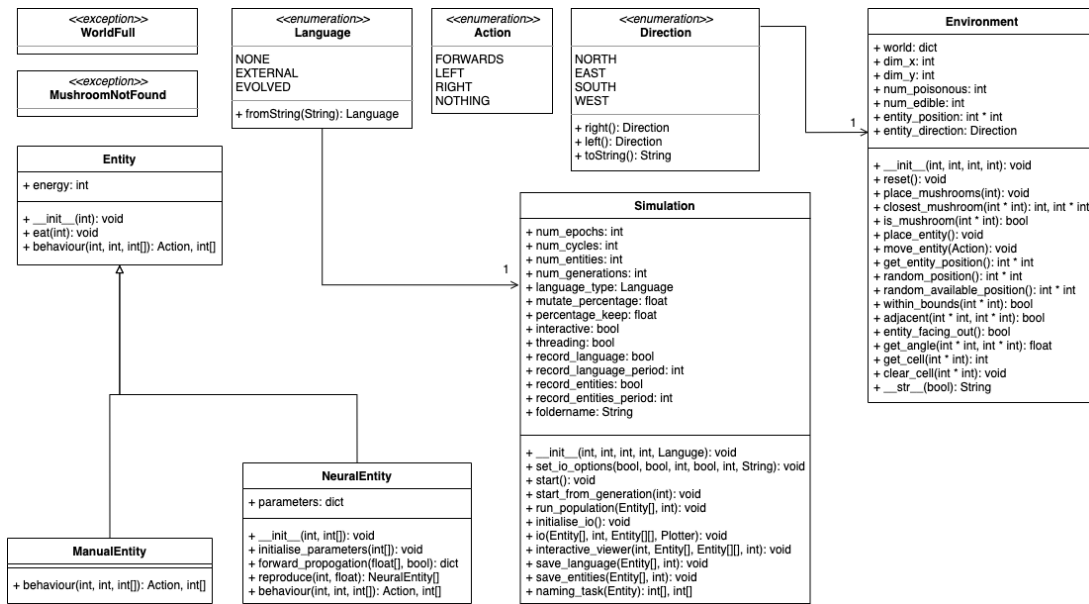 <<exception>>
WorldFull
<<exception>>
MushroomNotFound
<<enumeration>>
Language
NONE
EXTERNAL
EVOLVED
+ fromString(String): Language
<<enumeration>>
Action
FORWARDS
LEFT
RIGHT
NOTHING
<<enumeration>>
Direction
NORTH
EAST
SOUTH
WEST
+ right(): Direction
+ left(): Direction
+ toString(): String
1
Environment
+ world: dict
+ dim_x: int
+ dim_y: int
+ num_poisonous: int
+ num_edible: int
+ entity_position: int * int
+ entity_direction: Direction
+ __init__(int, int, int, int): void
+ reset(): void
+ place_mushrooms(int): void
+ closest_mushroom(int * int): int, int * int
+ is_mushroom(int * int): bool
+ place_entity(): void
+ move_entity(Action): void
+ get_entity_position(): int * int
+ random_position(): int * int
+ random_available_position(): int * int
+ within_bounds(int * int): bool
+ adjacent(int * int, int * int): bool
+ entity_facing_out(): bool
+ get_angle(int * int, int * int): float
+ get_cell(int * int): int
+ clear_cell(int * int): void
+ __str__(bool): String
Entity
+ energy: int
+ __init__(int): void
+ eat(int): void
+ behaviour(int, int, int[]): Action, int[]
1
Simulation
+ num_epochs: int
+ num_cycles: int
+ num_entities: int
+ num_generations: int
+ language_type: Language
+ mutate_percentage: float
+ percentage_keep: float
+ interactive: bool
+ threading: bool
+ record_language: bool
+ record_language_period: int
+ record_entities: bool
+ record_entities_period: int
+ foldername: String
+ __init__(int, int, int, int, Languge): void
+ set_io_options(bool, bool, int, bool, int, String): void
+ start(): void
+ start_from_generation(int): void
+ run_population(Entity[], int): void
+ initialise_io(): void
+ io(Entity[], int, Entity[][], Plotter): void
+ interactive_viewer(int, Entity[], Entity[][], int): void
+ save_language(Entity[], int): void
+ save_entities(Entity[], int): void
+ naming_task(Entity): int[], int[]
NeuralEntity
+ parameters: dict
+ __init__(int, int[]): void
+ initialise_parameters(int[]): void
+ forward_propogation(float[], bool): dict
+ reproduce(int, float): NeuralEntity[]
+ behaviour(int, int, int[]): Action, int[]
ManualEntity
+ behaviour(int, int, int[]): Action, int[]